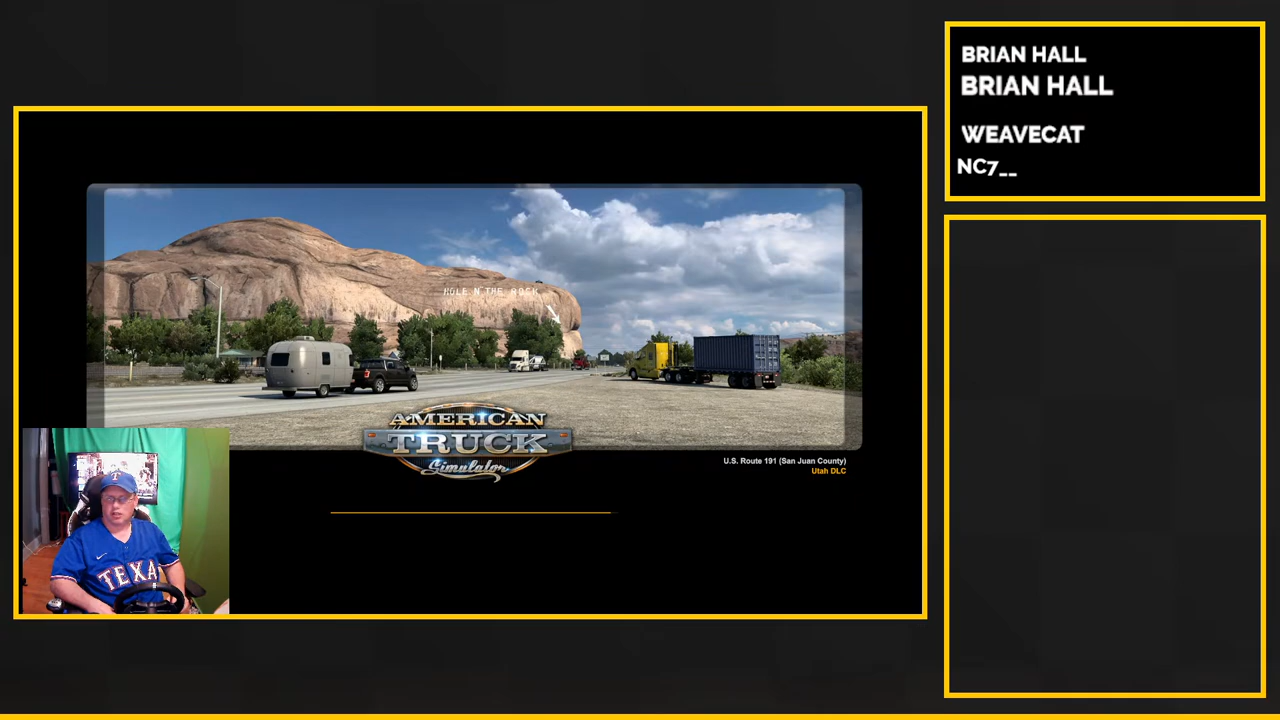 BRIAN HALL
BRIAN HALL
WEAVECAT
NC7__
HOLE N THE ROCK
AMERICAN
TRUCK
Simulator
U.S. Route 191 (San Juan County)
Utah DLC
T
TEXAS